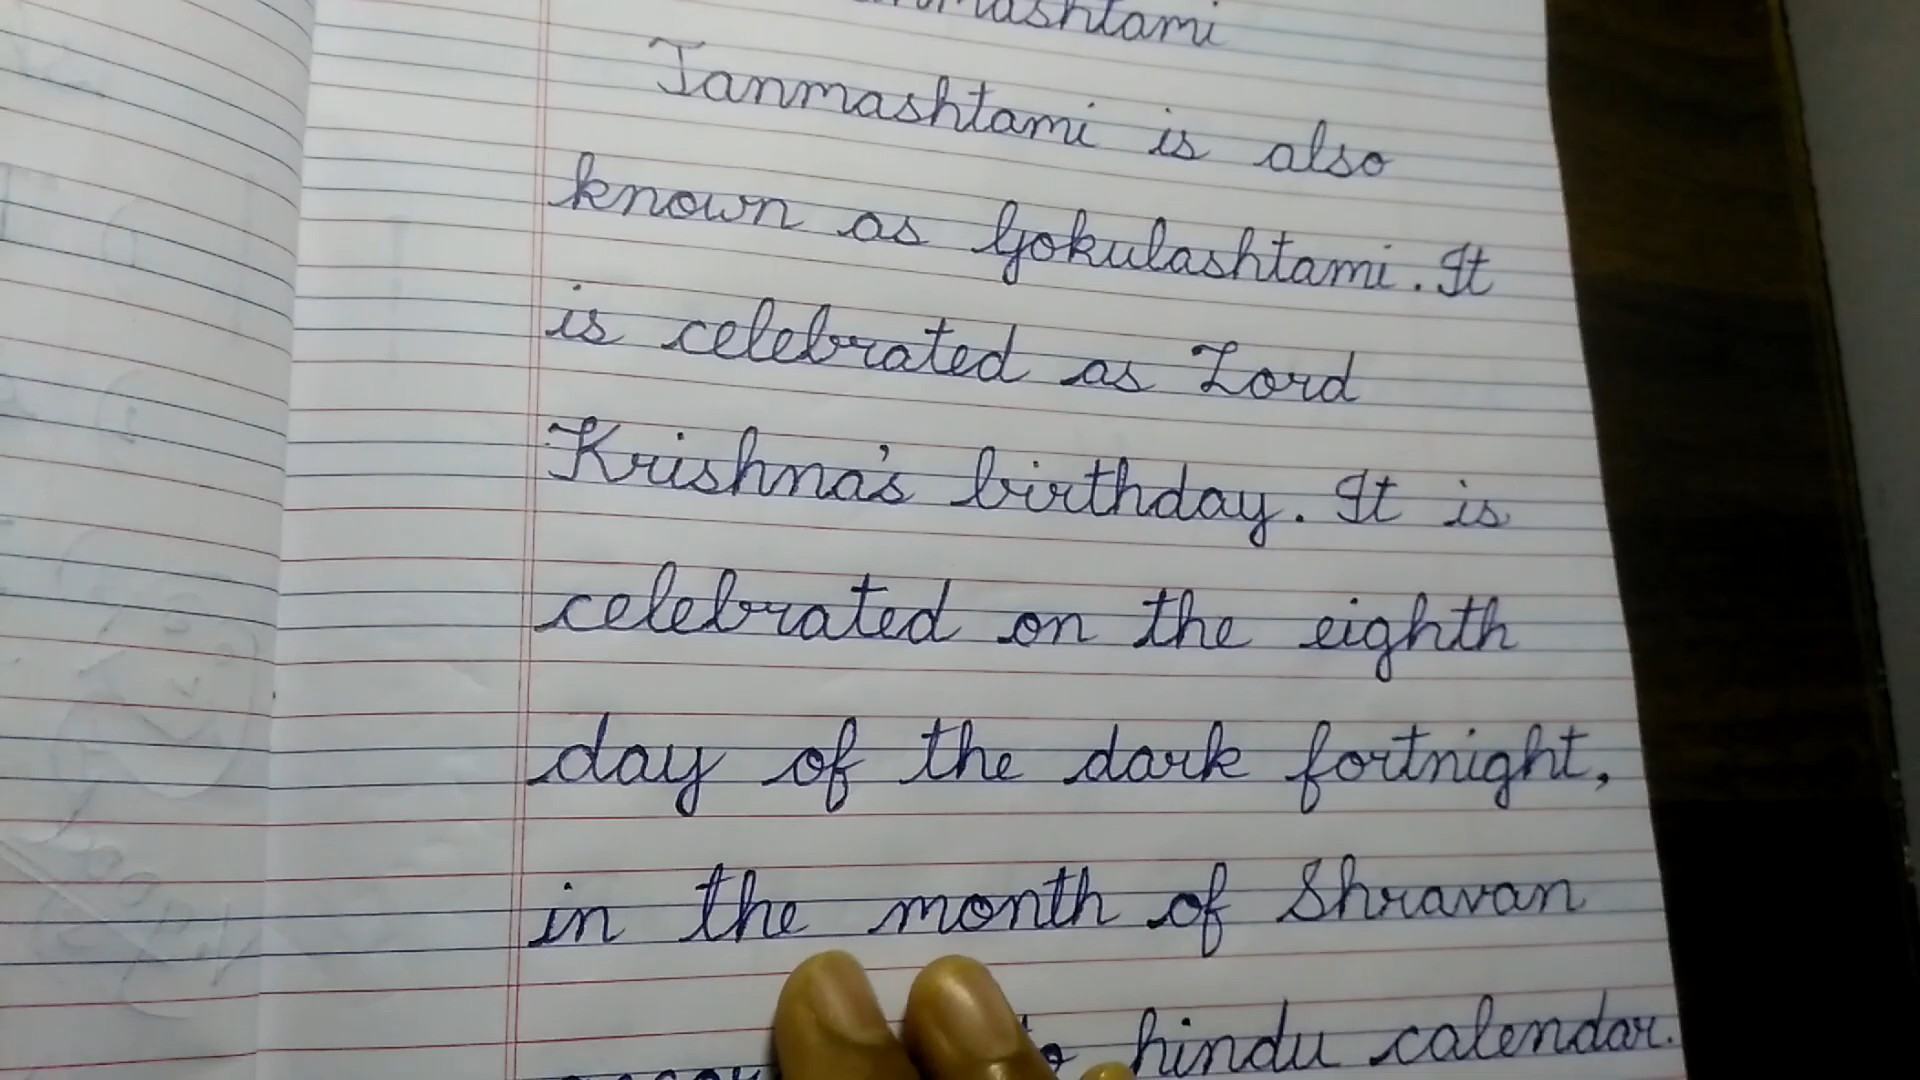 Janmashtami is also
known as Gokulashtami. It
is celebrated as Lord
Krishna's birthday. It is
celebrated on the eighth
day of the dark fortnight,
in the month of Shravan
hindu calendar.